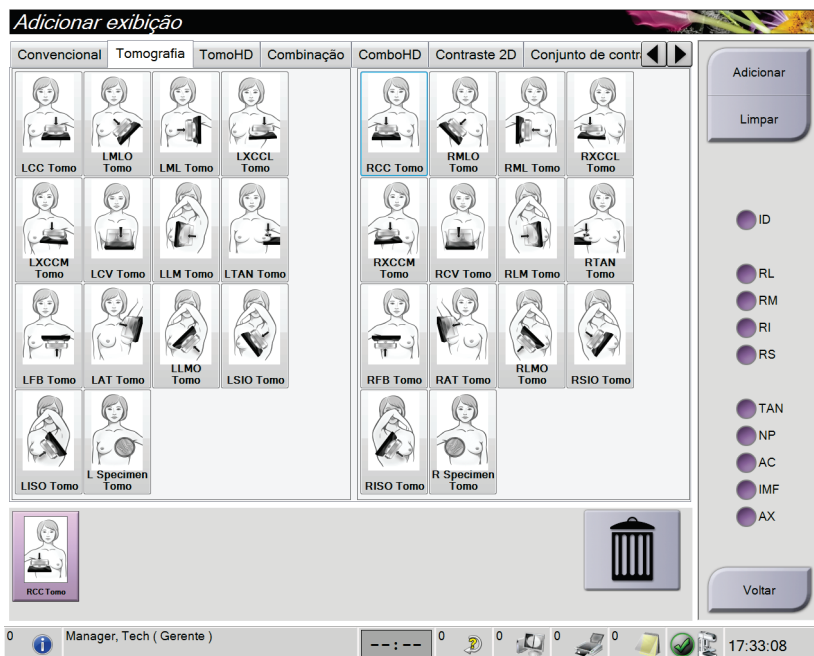 Adicionar exibição
Convencional Tomografia TomoHD Combinação ComboHD Contraste 2D Conjunto de contr
LCC Tomo
LMLO
Tomo
LML Tomo
LXCCL
Tomo
RCC Tomo
RMLO
Tomo
RML Tomo
RXCCL
Tomo
LXCCM
Tomo
LCV Tomo
LLM Tomo
LTAN Tomo
RXCCM
Tomo
RCV Tomo
RLM Tomo
RTAN
Tomo
LFB Tomo
LAT Tomo
LLMO
Tomo
LSIO Tomo
RFB Tomo
RAT Tomo
RLMO
Tomo
RSIO Tomo
LISO Tomo
L Specimen
Tomo
RISO Tomo
R Specimen
Tomo
RCC Tomo
Adicionar
Limpar
ID
RL
RM
RI
RS
TAN
NP
AC
IMF
AX
Voltar
0 Manager, Tech ( Gerente ) --:-- 0 0 0 0 17:33:08